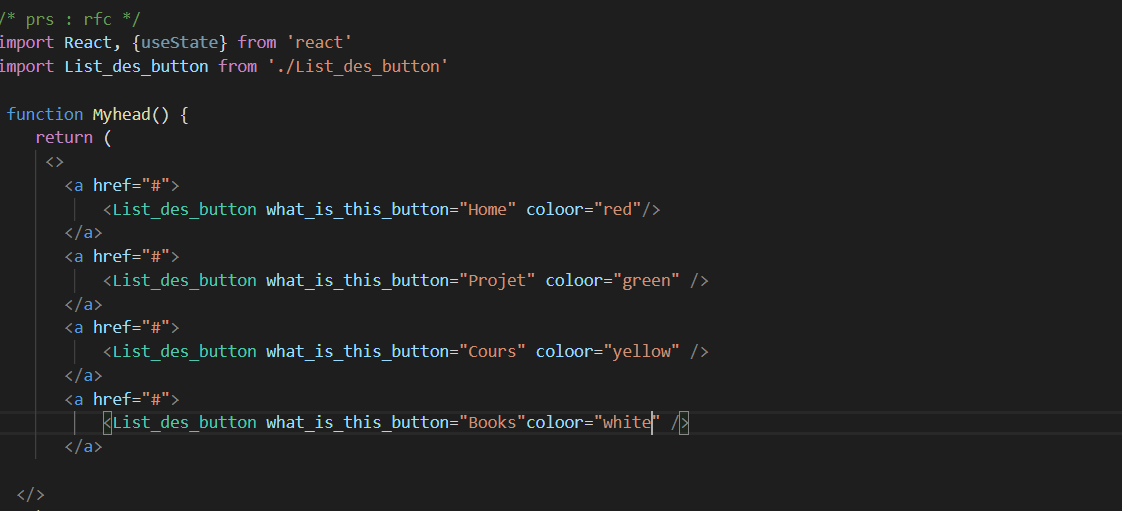 /* prs : rfc */
import React, {useState} from 'react'
import List_des_button from './List_des_button'
function Myhead() {
return (
<>
<a href="#">
<List_des_button what_is_this_button="Home" coloor="red"/>
</a>
<a href="#">
<List_des_button what_is_this_button="Projet" coloor="green" />
</a>
<a href="#">
<List_des_button what_is_this_button="Cours" coloor="yellow" />
</a>
<a href="#">
<List_des_button what_is_this_button="Books"coloor="white" />
</a>
</>